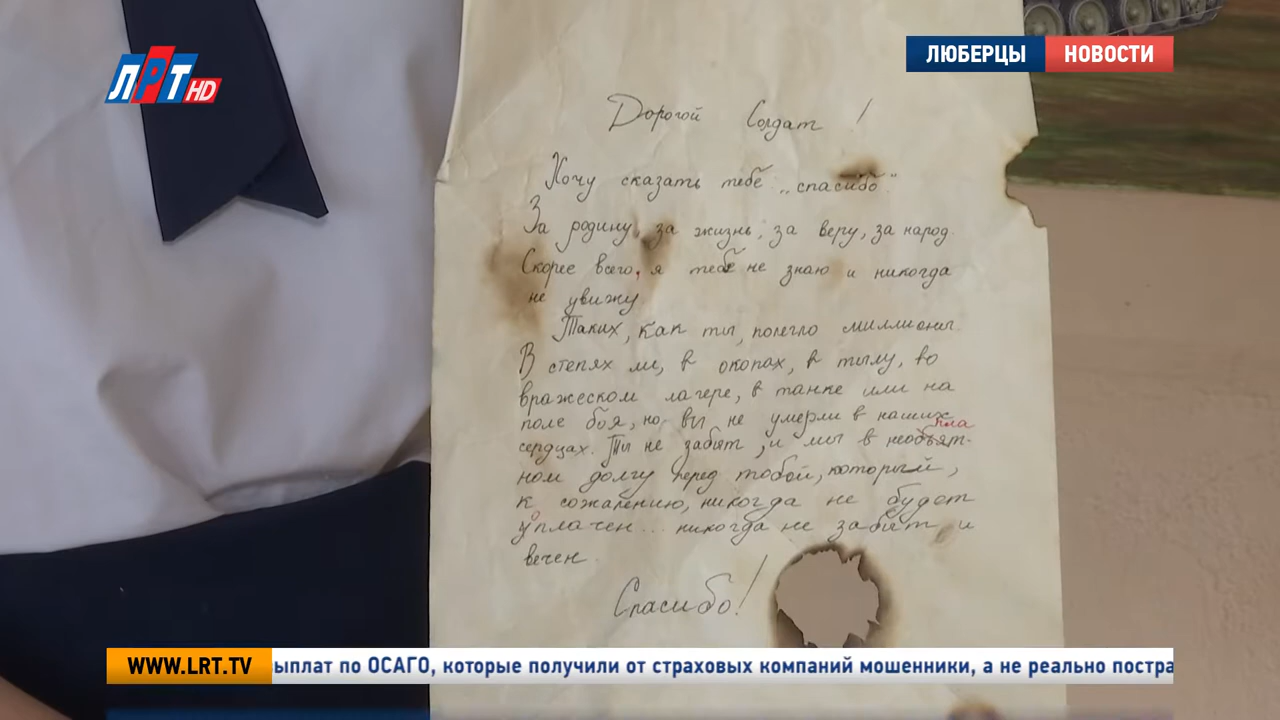 ЛРТ HD
ЛЮБЕРЦЫ НОВОСТИ
Дорогой Солдат !
Хочу сказать тебе „спасибо“
За родину, за жизнь, за веру, за народ.
Скорее всего, я тебе не знаю и никогда
не увижу.
Таких, как ты, полегло миллионы.
В степях ли, в окопах, в тылу, во
вражеском лагере, в танке или на
поле боя, но вы не умерли в наших
сердцах. Ты не забыт, и мы в необъят-
ном долгу перед тобой, который,
к сожалению, никогда не будет
уплачен... никогда не забыт и
вечен.
Спасибо!
WWW.LRT.TV ыплат по ОСАГО, которые получили от страховых компаний мошенники, а не реально постра